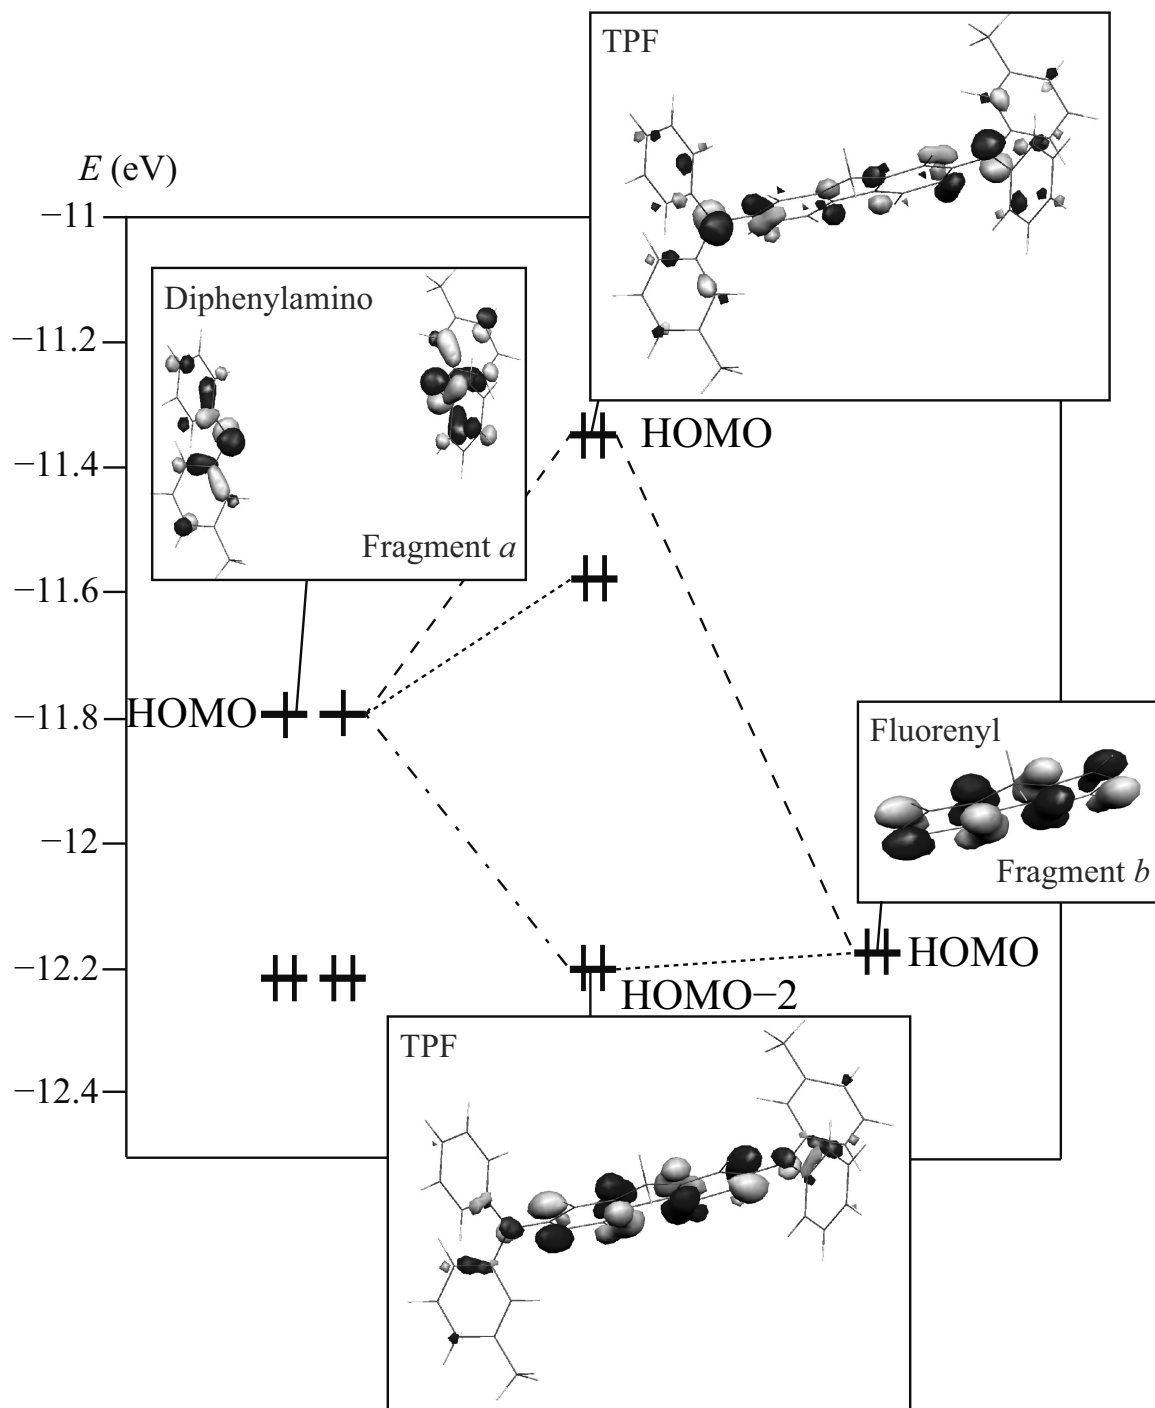 TPF
E (eV)
−11
Diphenylamino
−11.2
HOMO
−11.4
Fragment a
−11.6
HOMO
−11.8
Fluorenyl
−12
Fragment b
HOMO
−12.2
HOMO−2
TPF
−12.4